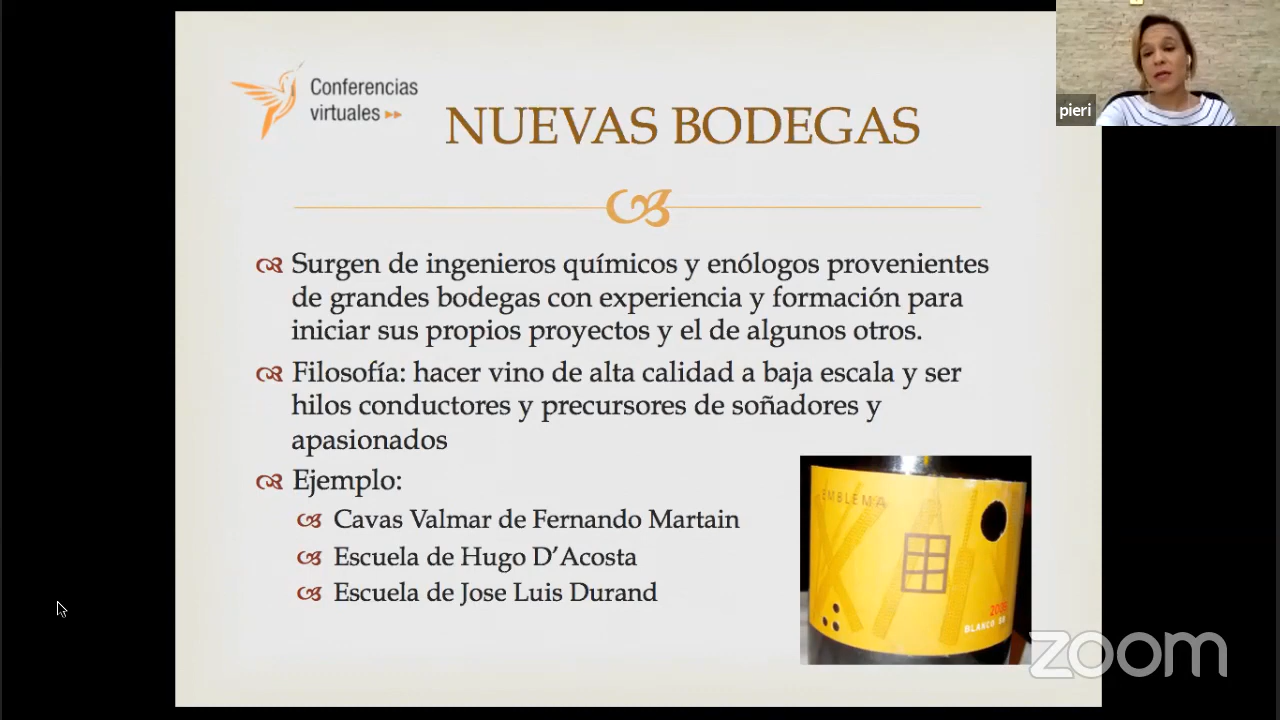 Conferencias
virtuales
NUEVAS BODEGAS
pieri
Surgen de ingenieros químicos y enólogos provenientes
de grandes bodegas con experiencia y formación para
iniciar sus propios proyectos y el de algunos otros.
Filosofía: hacer vino de alta calidad a baja escala y ser
hilos conductores y precursores de soñadores y
apasionados
Ejemplo:
Cavas Valmar de Fernando Martain
Escuela de Hugo D’Acosta
Escuela de Jose Luis Durand
EMBLEMA
BLANCO
zoom